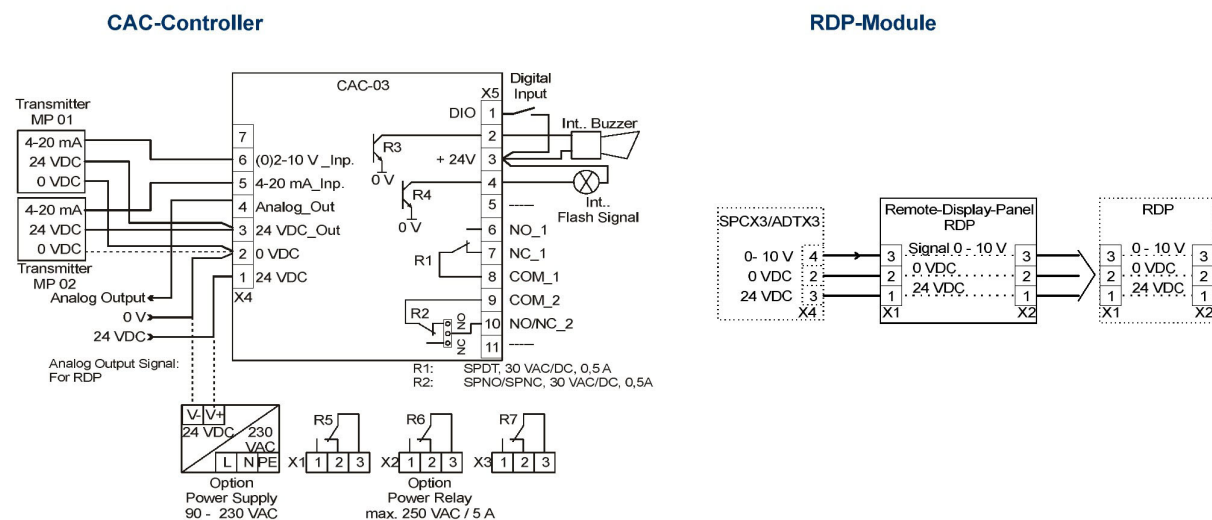 CAC-Controller
RDP-Module
CAC-03
Transmitter
MP 01
4-20 mA
24 VDC
0 VDC
4-20 mA
24 VDC
0 VDC
Transmitter
MP 02
Analog Output
0 V
24 VDC
Analog Output Signal:
For RDP
7
6 (0)2-10 V _Inp.
5 4-20 mA_Inp.
4 Analog_Out
3 24 VDC_Out
2 0 VDC
1 24 VDC
X4
R3
0 V
R4
0 V
R1
R2
NO
NC
X5
Digital
Input
DIO 1
2
+ 24V 3
4
5 -----
6 NO_1
7 NC_1
8 COM_1
9 COM_2
10 NO/NC_2
11 -----
Int.. Buzzer
Int..
Flash Signal
R1: SPDT, 30 VAC/DC, 0,5 A
R2: SPNO/SPNC, 30 VAC/DC, 0,5A
V- V+
24 VDC
230
VAC
L N PE
Option
Power Supply
90 - 230 VAC
R5
X1 1 2 3
R6
X2 1 2 3
R7
X3 1 2 3
Option
Power Relay
max. 250 VAC / 5 A
SPCX3/ADTX3
0- 10 V 4
0 VDC 2
24 VDC 3
X4
Remote-Display-Panel
RDP
3 Signal 0 - 10 V 3
2 0 VDC 2
1 24 VDC 1
X1 X2
RDP
3 0 - 10 V 3
2 0 VDC 2
1 24 VDC 1
X1 X2